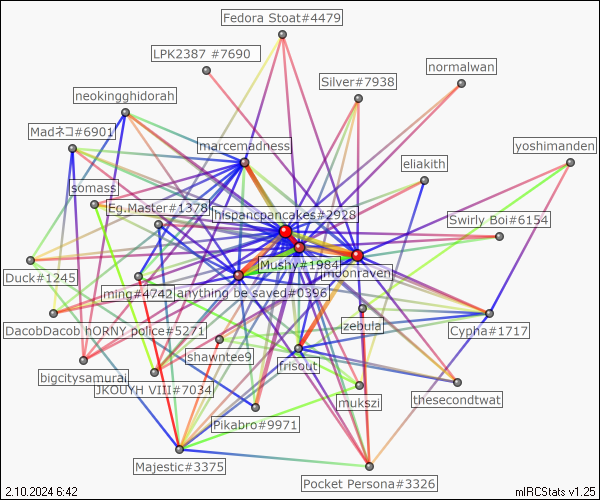 Fedora Stoat#4479
LPK2387 #7690
normalwan
Silver#7938
neokingghidorah
Madネコ#6901
marcemadness
yoshimanden
eliakith
somass
Eg.Master#1378
hispancpancakes#2928
Swirly Boi#6154
Mushy#1984
moonraven
Duck#1245
ming#4742
anything be saved#0396
DacobDacob hORNY police#5271
zebula
Cypha#1717
shawntee9
frisout
bigcitysamurai
JKOUYH VIII#7034
mukszi
thesecondtwat
Pikabro#9971
Majestic#3375
Pocket Persona#3326
2.10.2024 6:42
mIRCStats v1.25